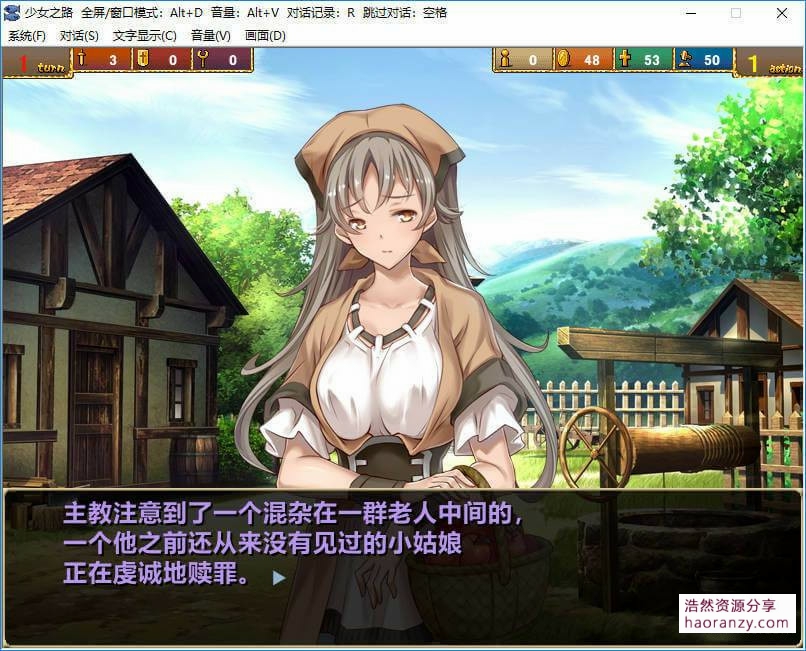 少女之路 全屏/窗口模式：Alt+D 音量：Alt+V 对话记录：R 跳过对话：空格
系统(F) 对话(S) 文字显示(C) 音量(V) 画面(D)
1 turn 3 0 0 0 48 53 50 1 action
主教注意到了一个混杂在一群老人中间的，
一个他之前还从来没有见过的小姑娘
正在虔诚地赎罪。
浩然资源分享
haoranzy.com